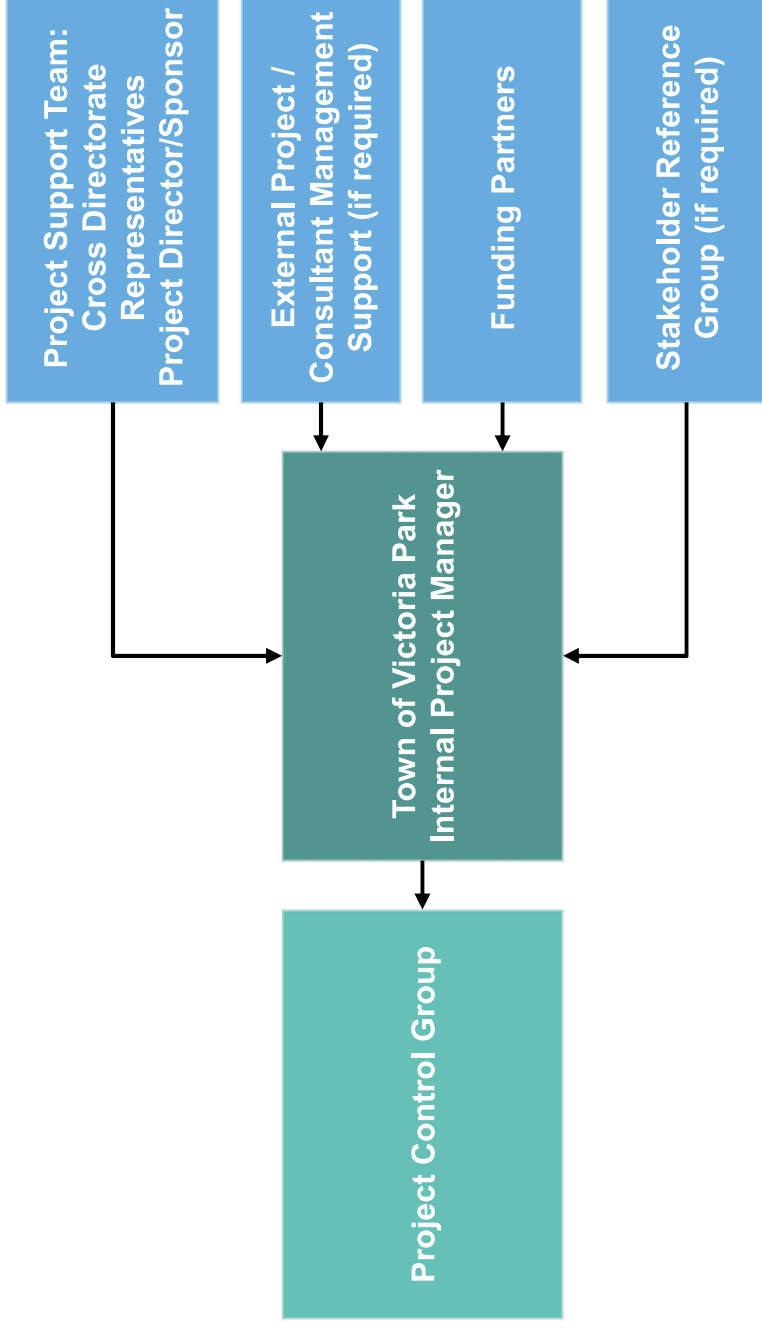 Project Control Group
Town of Victoria Park
Internal Project Manager
Project Support Team:
Cross Directorate
Representatives
Project Director/Sponsor
External Project /
Consultant Management
Support (if required)
Funding Partners
Stakeholder Reference
Group (if required)